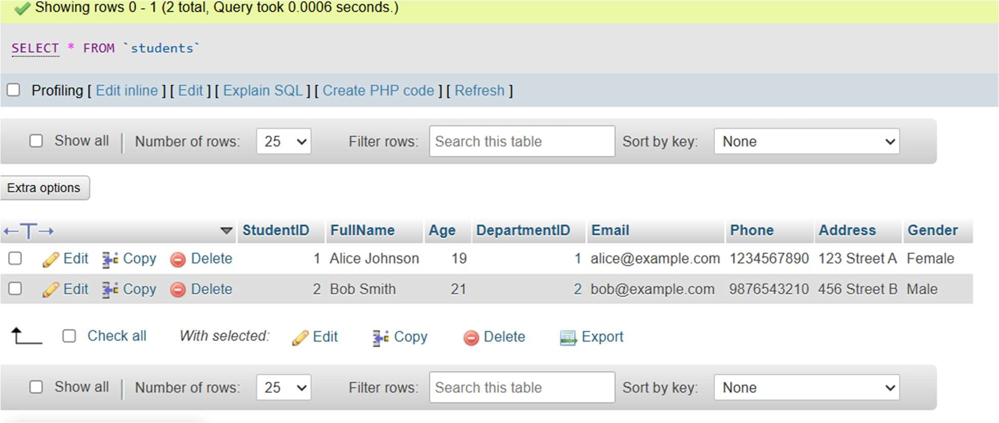 Showing rows 0 - 1 (2 total, Query took 0.0006 seconds.)
SELECT * FROM `students`
Profiling [ Edit inline ] [ Edit ] [ Explain SQL ] [ Create PHP code ] [ Refresh ]
Show all | Number of rows: 25 Filter rows: Search this table Sort by key: None
Extra options
←T→ StudentID FullName Age DepartmentID Email Phone Address Gender
Edit Copy Delete 1 Alice Johnson 19 1 alice@example.com 1234567890 123 Street A Female
Edit Copy Delete 2 Bob Smith 21 2 bob@example.com 9876543210 456 Street B Male
Check all With selected: Edit Copy Delete Export
Show all | Number of rows: 25 Filter rows: Search this table Sort by key: None